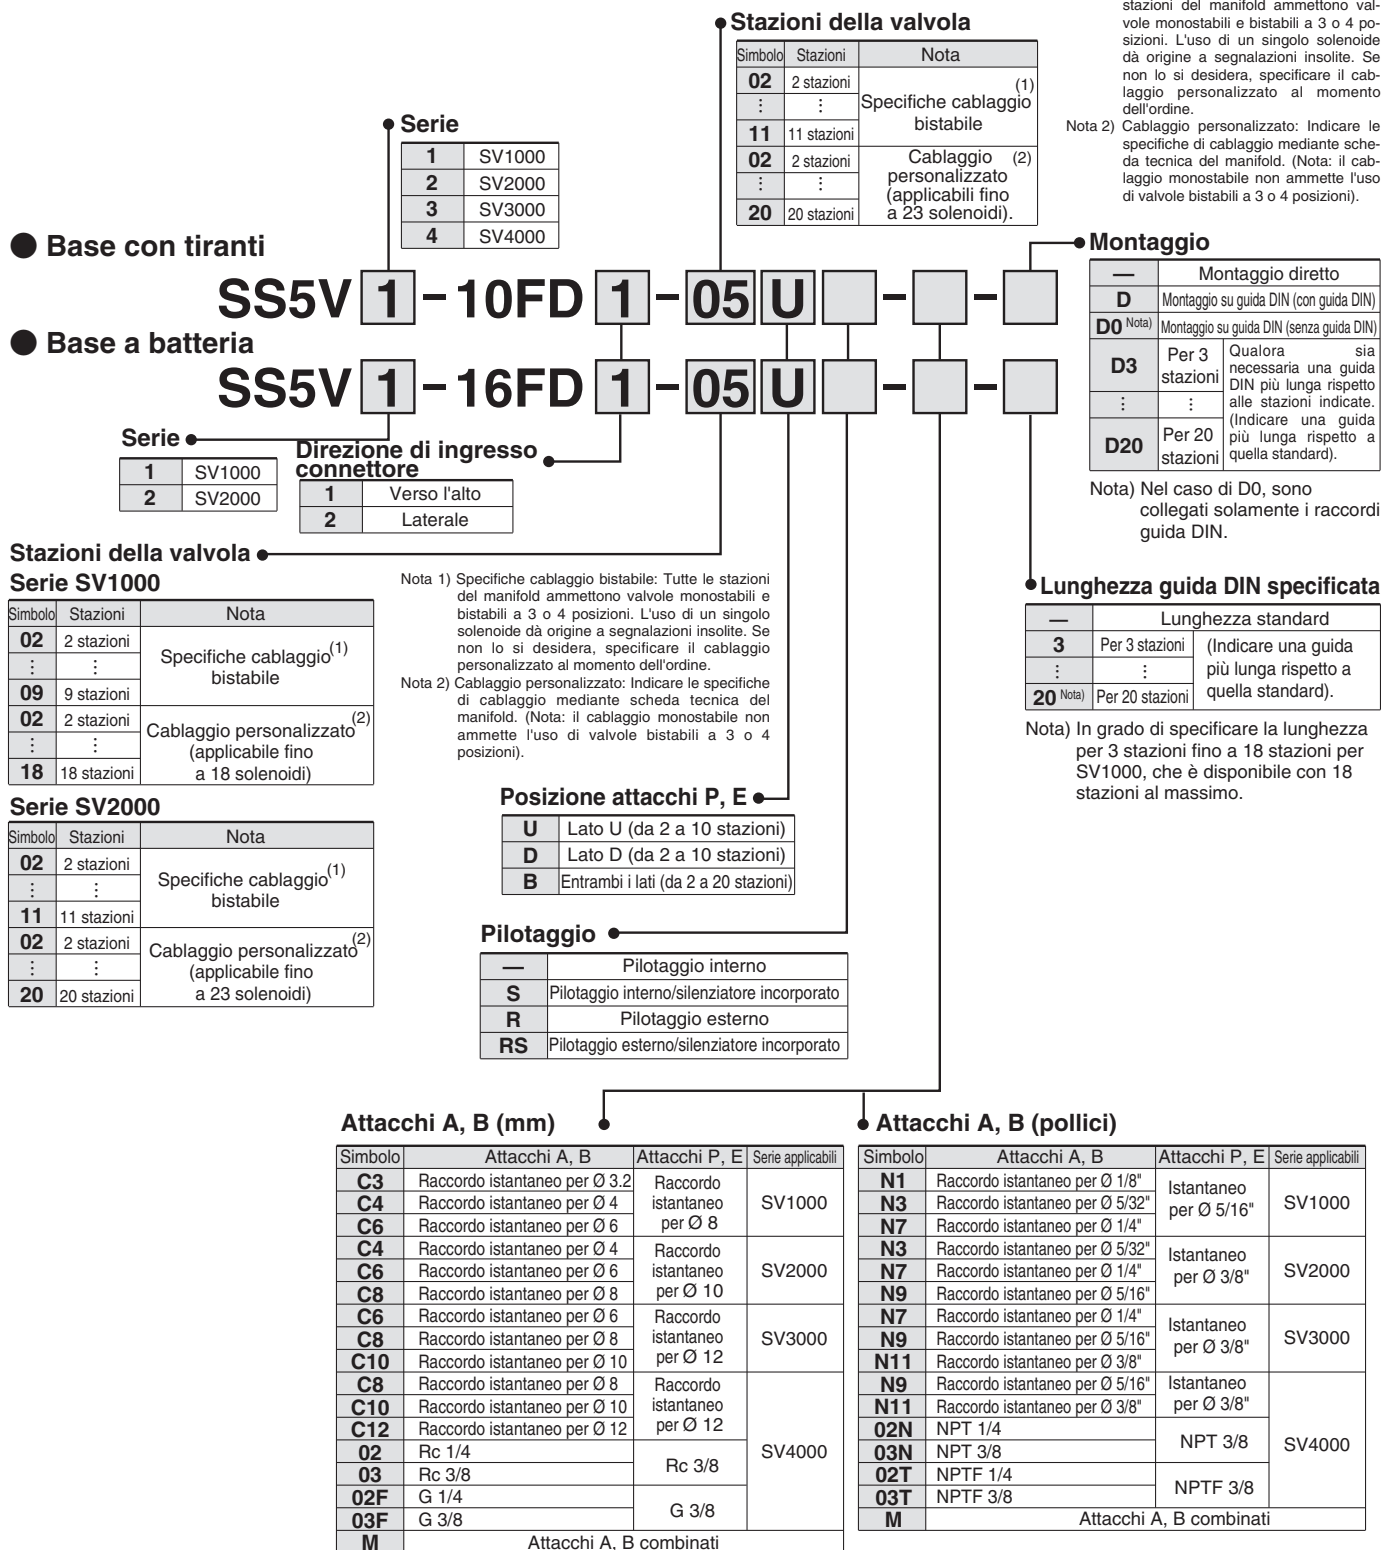 Stazioni della valvola
Simbolo Stazioni Nota
02 2 stazioni
⋮ ⋮
11 11 stazioni
Specifiche cablaggio (1)
bistabile
02 2 stazioni
⋮ ⋮
20 20 stazioni
Cablaggio (2)
personalizzato
(applicabili fino
a 23 solenoidi).
stazioni del manifold ammettono val-
vole monostabili e bistabili a 3 o 4 po-
sizioni. L'uso di un singolo solenoide
dà origine a segnalazioni insolite. Se
non lo si desidera, specificare il cab-
laggio personalizzato al momento
dell'ordine.
Nota 2) Cablaggio personalizzato: Indicare le
specifiche di cablaggio mediante sche-
da tecnica del manifold. (Nota: il cab-
laggio monostabile non ammette l'uso
di valvole bistabili a 3 o 4 posizioni).
Serie
1 SV1000
2 SV2000
3 SV3000
4 SV4000
● Base con tiranti
SS5V 1 - 10FD 1 - 05 U - -
● Base a batteria
SS5V 1 - 16FD 1 - 05 U - -
Montaggio
— Montaggio diretto
D Montaggio su guida DIN (con guida DIN)
D0 Nota) Montaggio su guida DIN (senza guida DIN)
D3 Per 3
stazioni
⋮ ⋮
D20 Per 20
stazioni
Qualora sia
necessaria una guida
DIN più lunga rispetto
alle stazioni indicate.
(Indicare una guida
più lunga rispetto a
quella standard).
Nota) Nel caso di D0, sono
collegati solamente i raccordi
guida DIN.
Serie
1 SV1000
2 SV2000
Direzione di ingresso
connettore
1 Verso l'alto
2 Laterale
Stazioni della valvola
Serie SV1000
Simbolo Stazioni Nota
02 2 stazioni
⋮ ⋮
09 9 stazioni
Specifiche cablaggio(1)
bistabile
02 2 stazioni
⋮ ⋮
18 18 stazioni
Cablaggio personalizzato(2)
(applicabile fino
a 18 solenoidi)
Serie SV2000
Simbolo Stazioni Nota
02 2 stazioni
⋮ ⋮
11 11 stazioni
Specifiche cablaggio(1)
bistabile
02 2 stazioni
⋮ ⋮
20 20 stazioni
Cablaggio personalizzato(2)
(applicabile fino
a 23 solenoidi)
Nota 1) Specifiche cablaggio bistabile: Tutte le stazioni
del manifold ammettono valvole monostabili e
bistabili a 3 o 4 posizioni. L'uso di un singolo
solenoide dà origine a segnalazioni insolite. Se
non lo si desidera, specificare il cablaggio
personalizzato al momento dell'ordine.
Nota 2) Cablaggio personalizzato: Indicare le specifiche
di cablaggio mediante scheda tecnica del
manifold. (Nota: il cablaggio monostabile non
ammette l'uso di valvole bistabili a 3 o 4
posizioni).
Lunghezza guida DIN specificata
— Lunghezza standard
3 Per 3 stazioni
⋮ ⋮
20 Nota) Per 20 stazioni
(Indicare una guida
più lunga rispetto a
quella standard).
Nota) In grado di specificare la lunghezza
per 3 stazioni fino a 18 stazioni per
SV1000, che è disponibile con 18
stazioni al massimo.
Posizione attacchi P, E
U Lato U (da 2 a 10 stazioni)
D Lato D (da 2 a 10 stazioni)
B Entrambi i lati (da 2 a 20 stazioni)
Pilotaggio
— Pilotaggio interno
S Pilotaggio interno/silenziatore incorporato
R Pilotaggio esterno
RS Pilotaggio esterno/silenziatore incorporato
Attacchi A, B (mm)
Simbolo Attacchi A, B Attacchi P, E Serie applicabili
C3 Raccordo istantaneo per Ø 3.2
C4 Raccordo istantaneo per Ø 4
C6 Raccordo istantaneo per Ø 6
Raccordo
istantaneo
per Ø 8
SV1000
C4 Raccordo istantaneo per Ø 4
C6 Raccordo istantaneo per Ø 6
C8 Raccordo istantaneo per Ø 8
Raccordo
istantaneo
per Ø 10
SV2000
C6 Raccordo istantaneo per Ø 6
C8 Raccordo istantaneo per Ø 8
C10 Raccordo istantaneo per Ø 10
Raccordo
istantaneo
per Ø 12
SV3000
C8 Raccordo istantaneo per Ø 8
C10 Raccordo istantaneo per Ø 10
C12 Raccordo istantaneo per Ø 12
Raccordo
istantaneo
per Ø 12
02 Rc 1/4
03 Rc 3/8
Rc 3/8
02F G 1/4
03F G 3/8
G 3/8
SV4000
M Attacchi A, B combinati
Attacchi A, B (pollici)
Simbolo Attacchi A, B Attacchi P, E Serie applicabili
N1 Raccordo istantaneo per Ø 1/8"
N3 Raccordo istantaneo per Ø 5/32"
N7 Raccordo istantaneo per Ø 1/4"
Istantaneo
per Ø 5/16"
SV1000
N3 Raccordo istantaneo per Ø 5/32"
N7 Raccordo istantaneo per Ø 1/4"
N9 Raccordo istantaneo per Ø 5/16"
Istantaneo
per Ø 3/8"
SV2000
N7 Raccordo istantaneo per Ø 1/4"
N9 Raccordo istantaneo per Ø 5/16"
N11 Raccordo istantaneo per Ø 3/8"
Istantaneo
per Ø 3/8"
SV3000
N9 Raccordo istantaneo per Ø 5/16"
N11 Raccordo istantaneo per Ø 3/8"
Istantaneo
per Ø 3/8"
02N NPT 1/4
03N NPT 3/8
NPT 3/8
02T NPTF 1/4
03T NPTF 3/8
NPTF 3/8
SV4000
M Attacchi A, B combinati